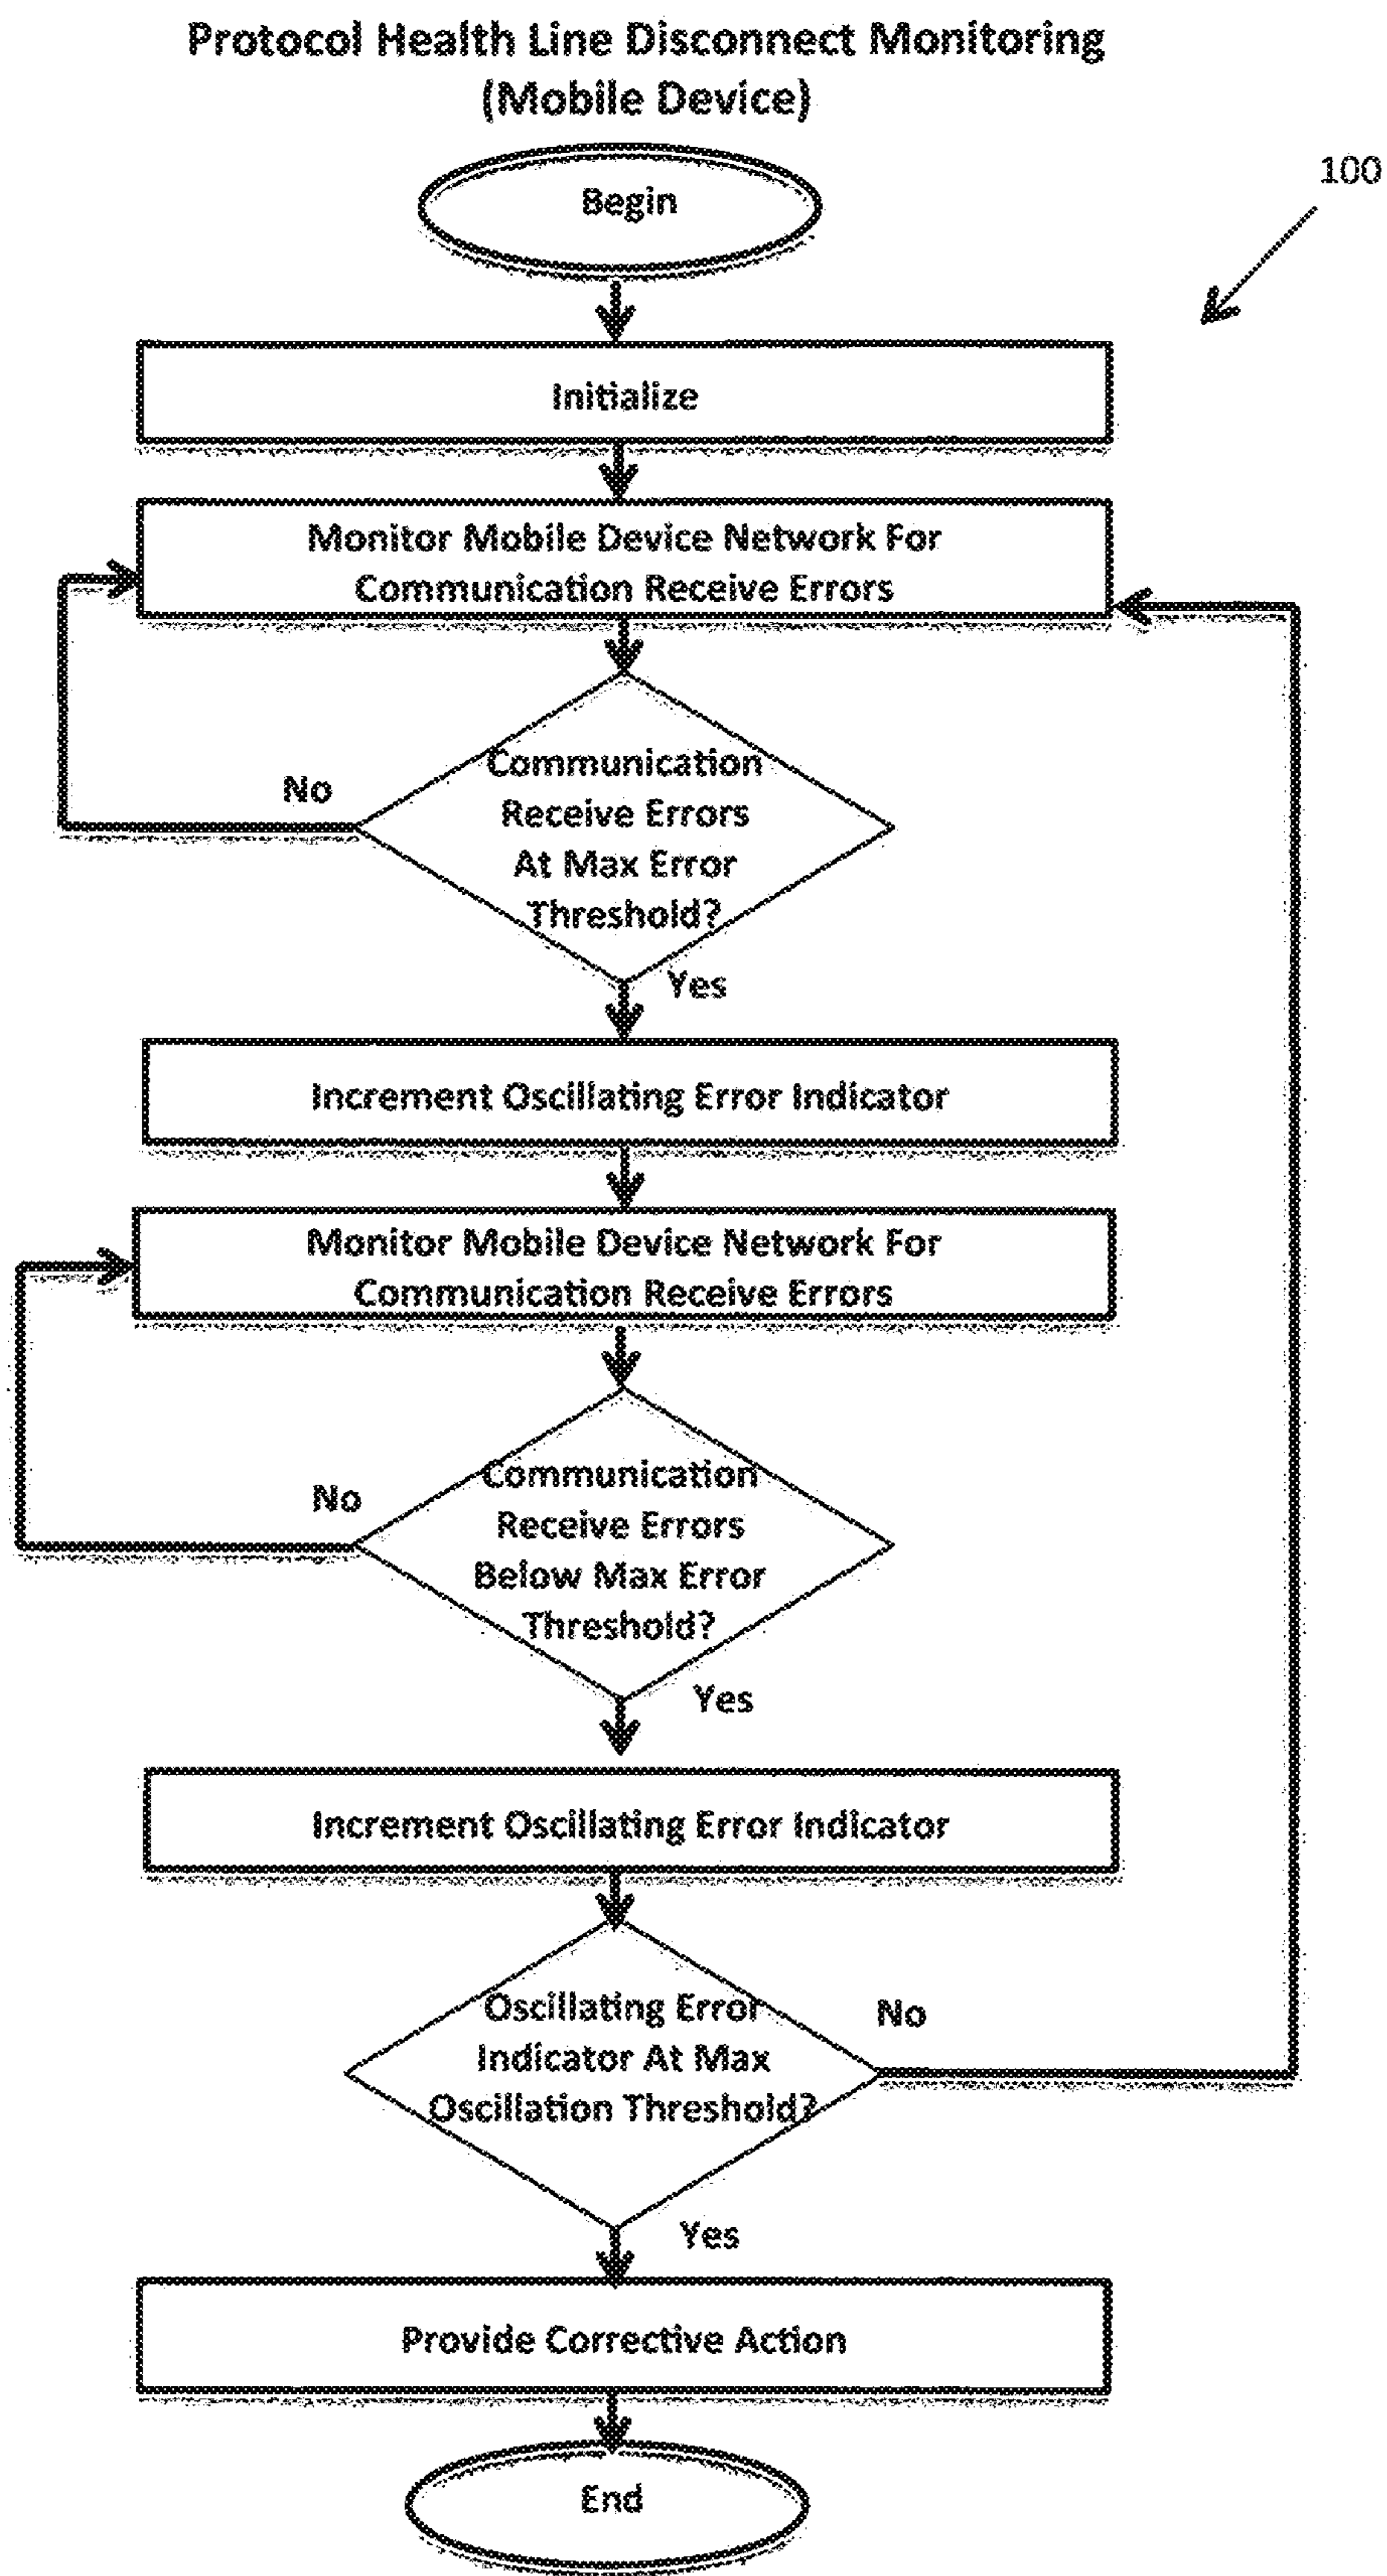 Protocol Health Line Disconnect Monitoring
(Mobile Device)
100
Begin
Initialize
Monitor Mobile Device Network For
Communication Receive Errors
Communication
Receive Errors
At Max Error
Threshold?
No
Yes
Increment Oscillating Error Indicator
Monitor Mobile Device Network For
Communication Receive Errors
Communication
Receive Errors
Below Max Error
Threshold?
No
Yes
Increment Oscillating Error Indicator
Oscillating Error
Indicator At Max
Oscillation Threshold?
No
Yes
Provide Corrective Action
End